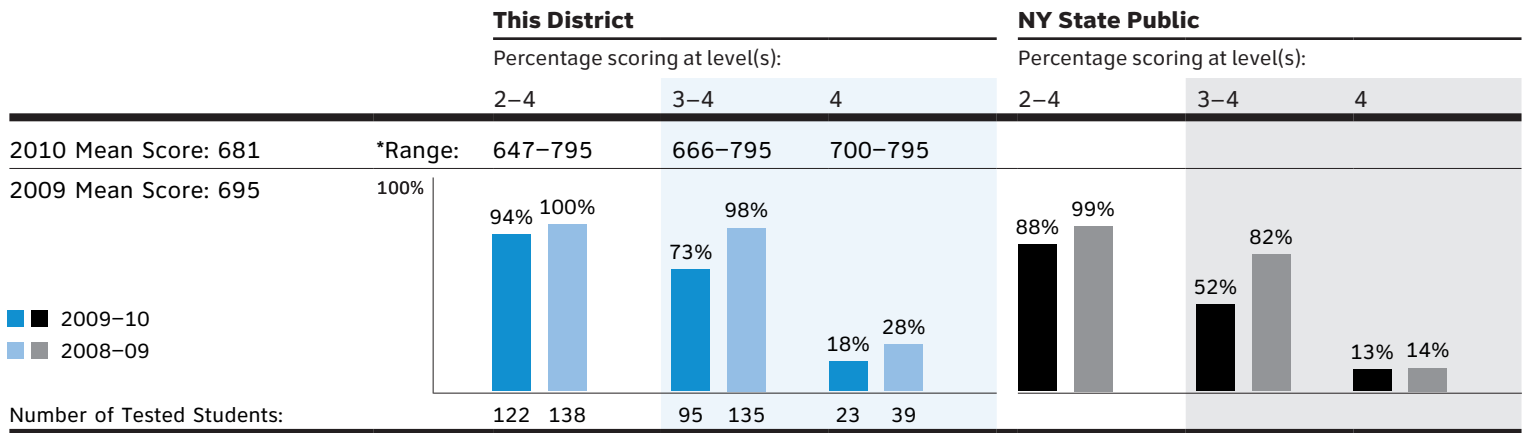 This District NY State Public
Percentage scoring at level(s): Percentage scoring at level(s):
2–4 3–4 4 2–4 3–4 4
2010 Mean Score: 681 *Range: 647–795 666–795 700–795
2009 Mean Score: 695 100%
94% 100% 73% 98% 18% 28% 88% 99% 52% 82% 13% 14%
2009–10
2008–09
Number of Tested Students: 122 138 95 135 23 39